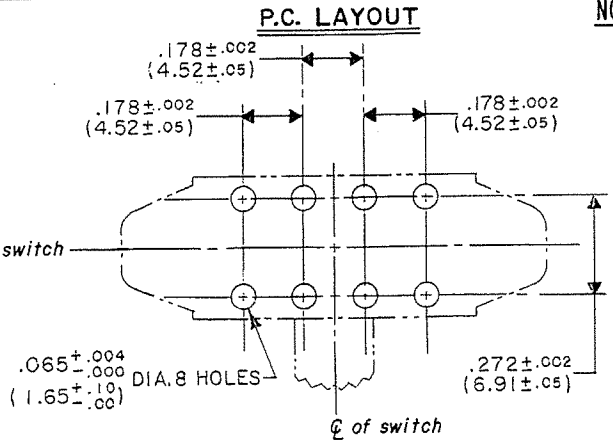 P.C. LAYOUT
NO
.178±.002
(4.52±.05)
.178±.002
(4.52±.05)
.178±.002
(4.52±.05)
switch
.065+.004-.000 DIA. 8 HOLES
(1.65+.10-.00)
.272±.002
(6.91±.05)
℄ of switch